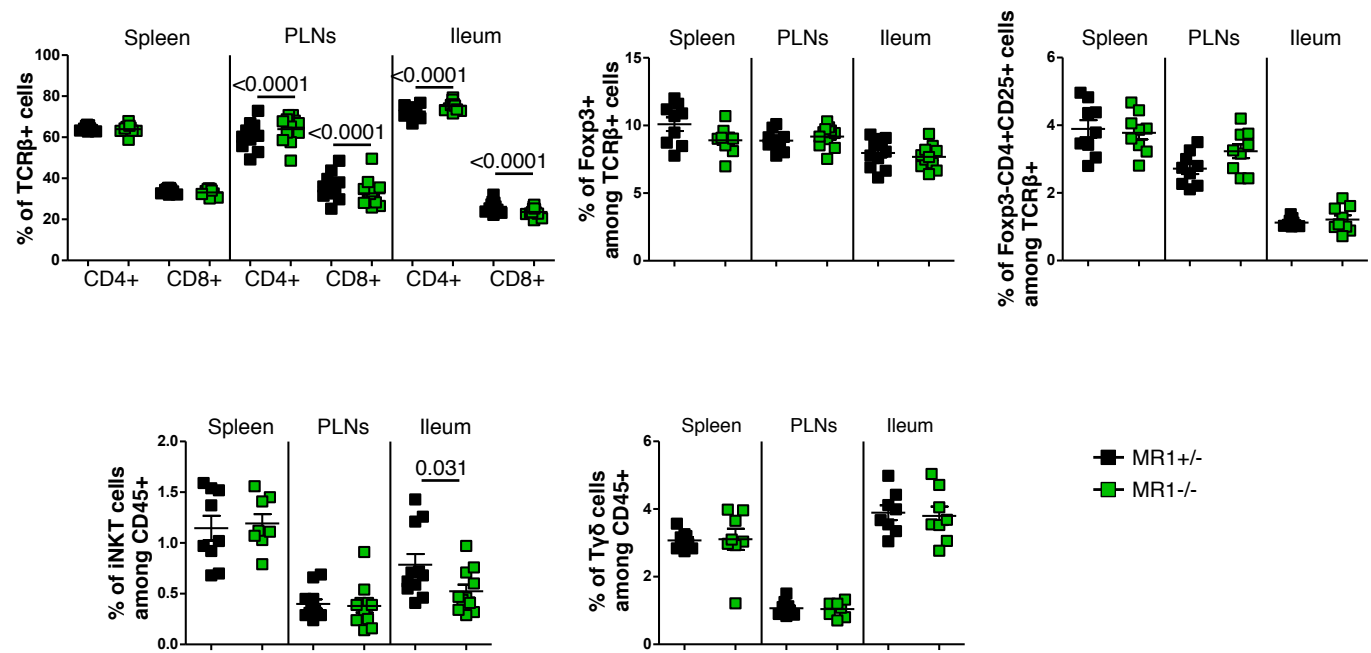 Spleen PLNs Ileum
% of TCRβ+ cells
100
80
60
40
20
0
<0.0001
<0.0001
<0.0001
<0.0001
CD4+ CD8+ CD4+ CD8+ CD4+ CD8+
Spleen PLNs Ileum
% of Foxp3+
among TCRβ+ cells
15
10
5
0
Spleen PLNs Ileum
% of Foxp3-CD4+CD25+ cells
among TCRβ+
6
4
2
0
Spleen PLNs Ileum
% of iNKT cells
among CD45+
2.0
1.5
1.0
0.5
0.0
0.031
Spleen PLNs Ileum
% of Tγδ cells
among CD45+
6
4
2
0
MR1+/-
MR1-/-